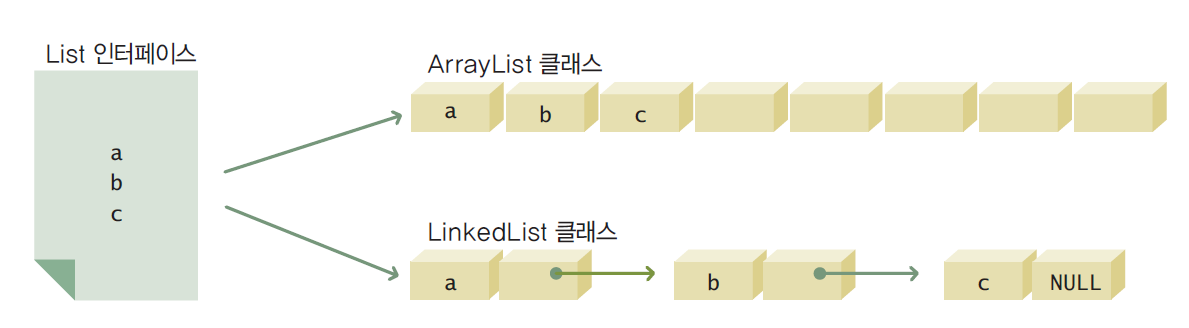 List 인터페이스
a
b
c
ArrayList 클래스
a b c
LinkedList 클래스
a b c NULL